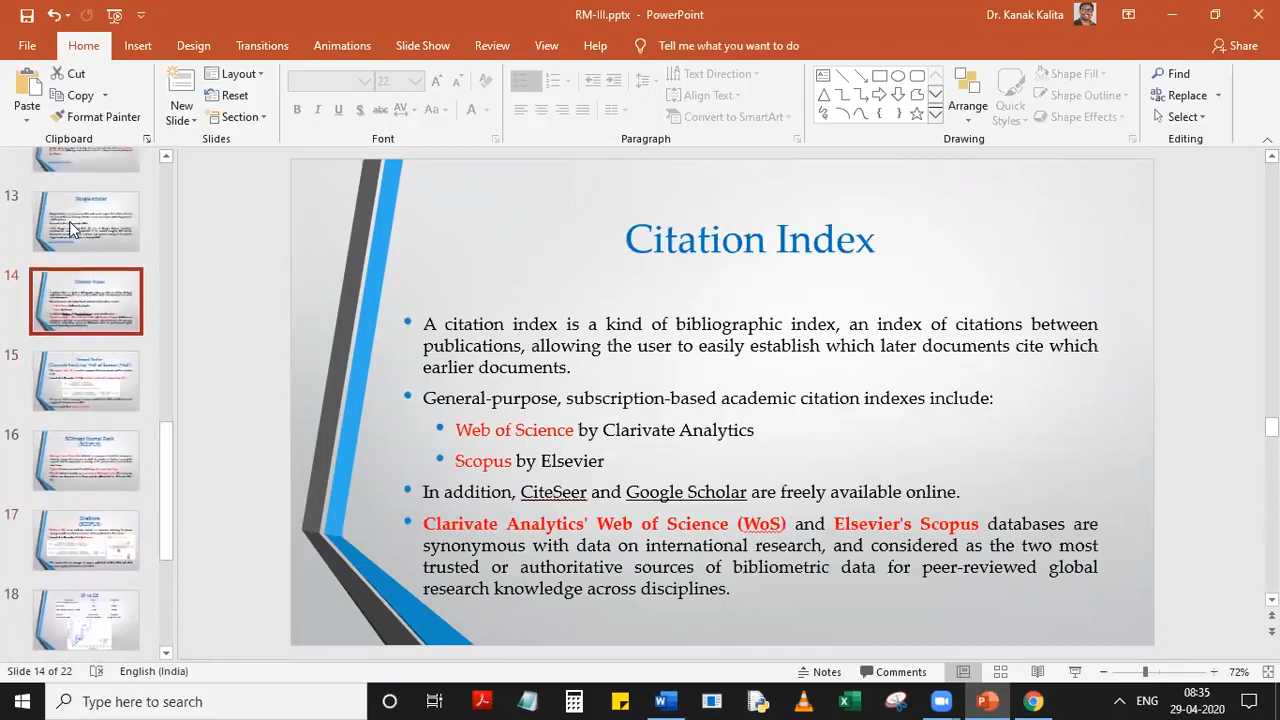 RM-III.pptx - PowerPoint
Dr. Kanak Kalita
File Home Insert Design Transitions Animations Slide Show Review View Help Tell me what you want to do Share
Paste
Cut
Copy
Format Painter
Clipboard
New Slide
Layout
Reset
Section
Slides
22
B I U S abc AV Aa A
Font
Text Direction
Align Text
Convert to SmartArt
Paragraph
Arrange
Quick Styles
Shape Fill
Shape Outline
Shape Effects
Drawing
Find
Replace
Select
Editing
13
Google scholar
14
15
16
17
18
Citation Index
• A citation index is a kind of bibliographic index, an index of citations between
publications, allowing the user to easily establish which later documents cite which
earlier documents.
• General-purpose, subscription-based academic citation indexes include:
• Web of Science by Clarivate Analytics
Scopus by Elsevier
• In addition, CiteSeer and Google Scholar are freely available online.
• Clarivate Analytics' Web of Science (WoS) and Elsevier's Scopus databases are
synonymous with data on international research, and considered as the two most
trusted or authoritative sources of bibliometric data for peer-reviewed global
research knowledge across disciplines.
Slide 14 of 22 English (India) Notes Comments 72%
Type here to search
ENG
08:35
29-04-2020